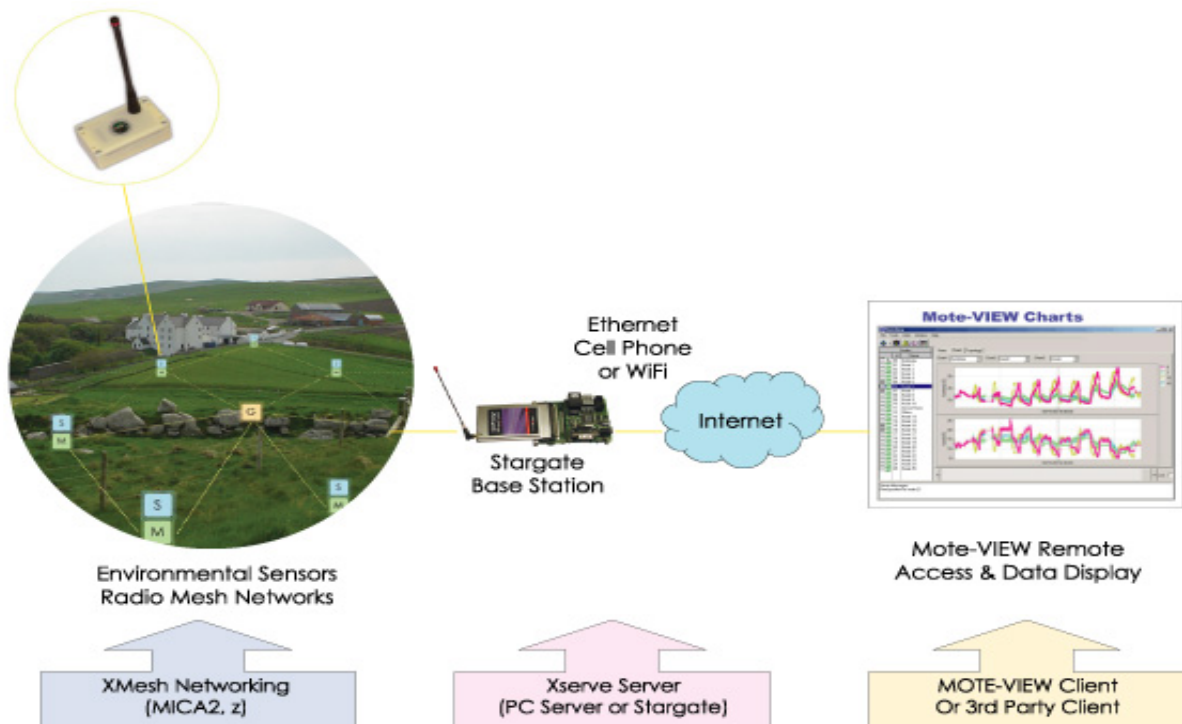 S
M
G
S
M
S
M
Environmental Sensors
Radio Mesh Networks
Stargate
Base Station
Ethernet
Cell Phone
or WiFi
Internet
Mote-VIEW Charts
Mote-VIEW Remote
Access & Data Display
XMesh Networking
(MICA2, z)
Xserve Server
(PC Server or Stargate)
MOTE-VIEW Client
Or 3rd Party Client